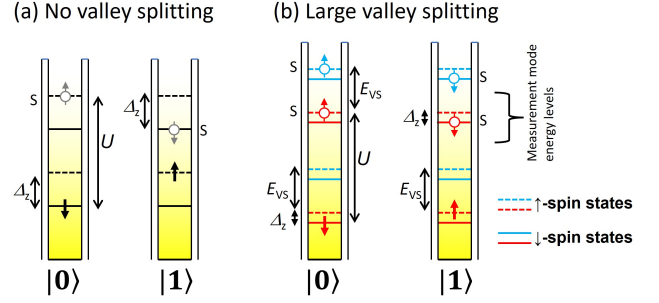 (a) No valley splitting
(b) Large valley splitting
S
Δz
U
Δz
S
|0⟩
|1⟩
S
S
EVS
U
EVS
Δz
|0⟩
S
Δz
S
EVS
|1⟩
Measurement mode
energy levels
↑-spin states
↓-spin states